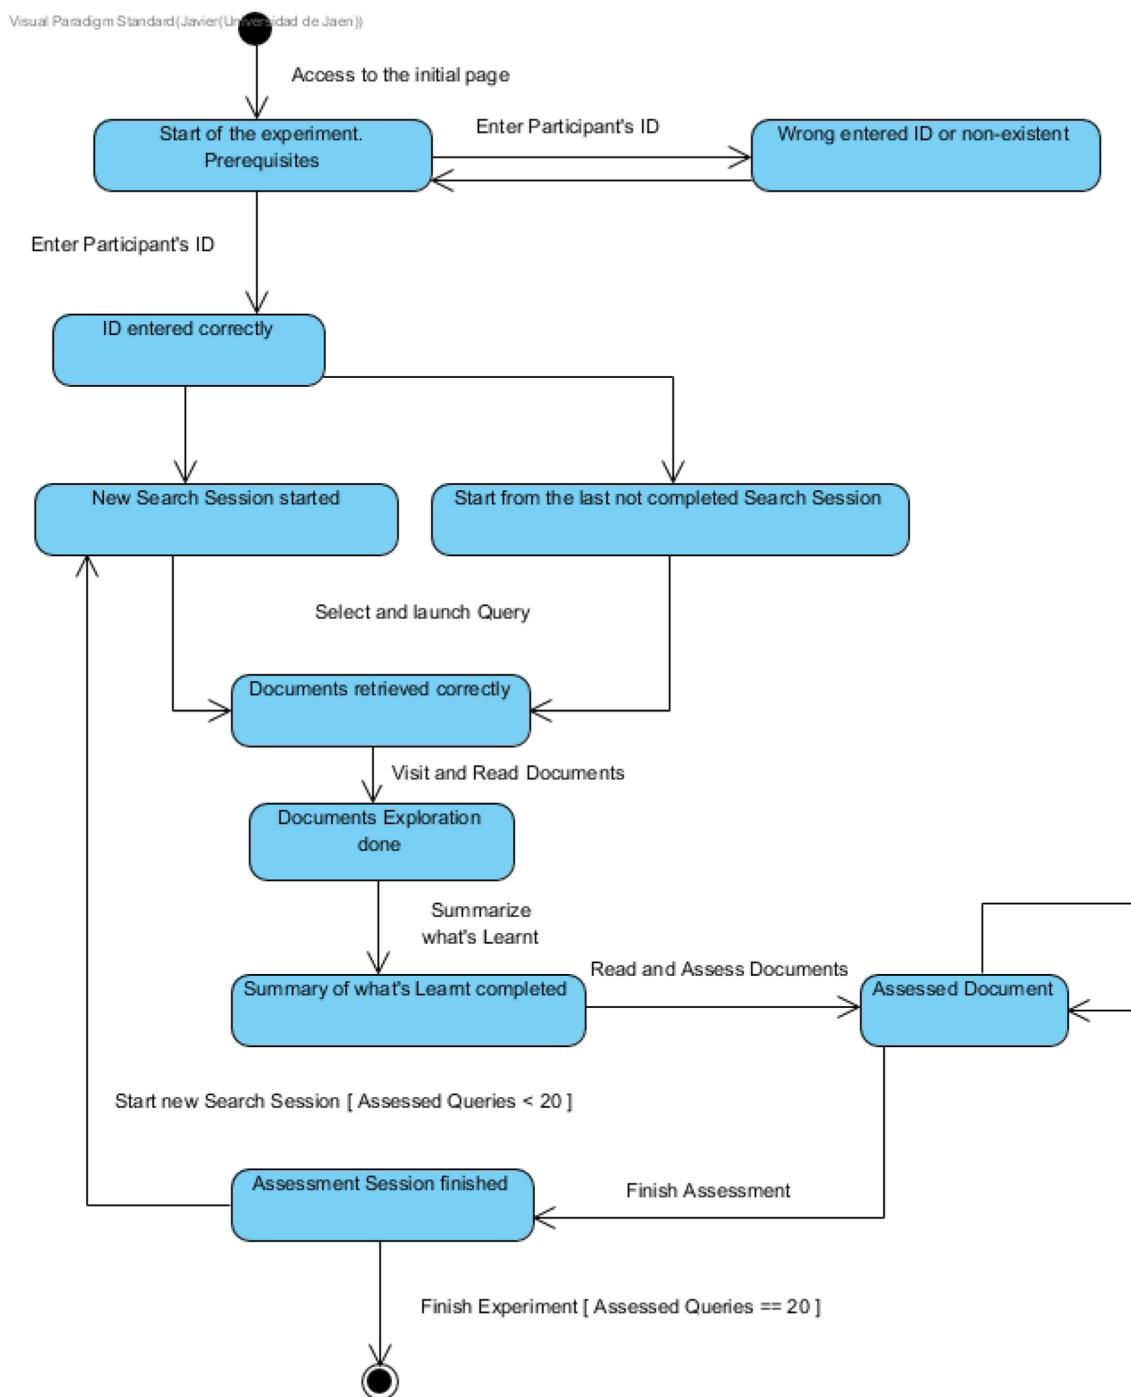 Visual Paradigm Standard(Javier(Universidad de Jaen))
Access to the initial page
Start of the experiment.
Prerequisites
Enter Participant's ID
Wrong entered ID or non-existent
Enter Participant's ID
ID entered correctly
New Search Session started
Start from the last not completed Search Session
Select and launch Query
Documents retrieved correctly
Visit and Read Documents
Documents Exploration
done
Summarize
what's Learnt
Read and Assess Documents
Summary of what's Learnt completed
Assessed Document
Start new Search Session [ Assessed Queries < 20 ]
Assessment Session finished
Finish Assessment
Finish Experiment [ Assessed Queries == 20 ]